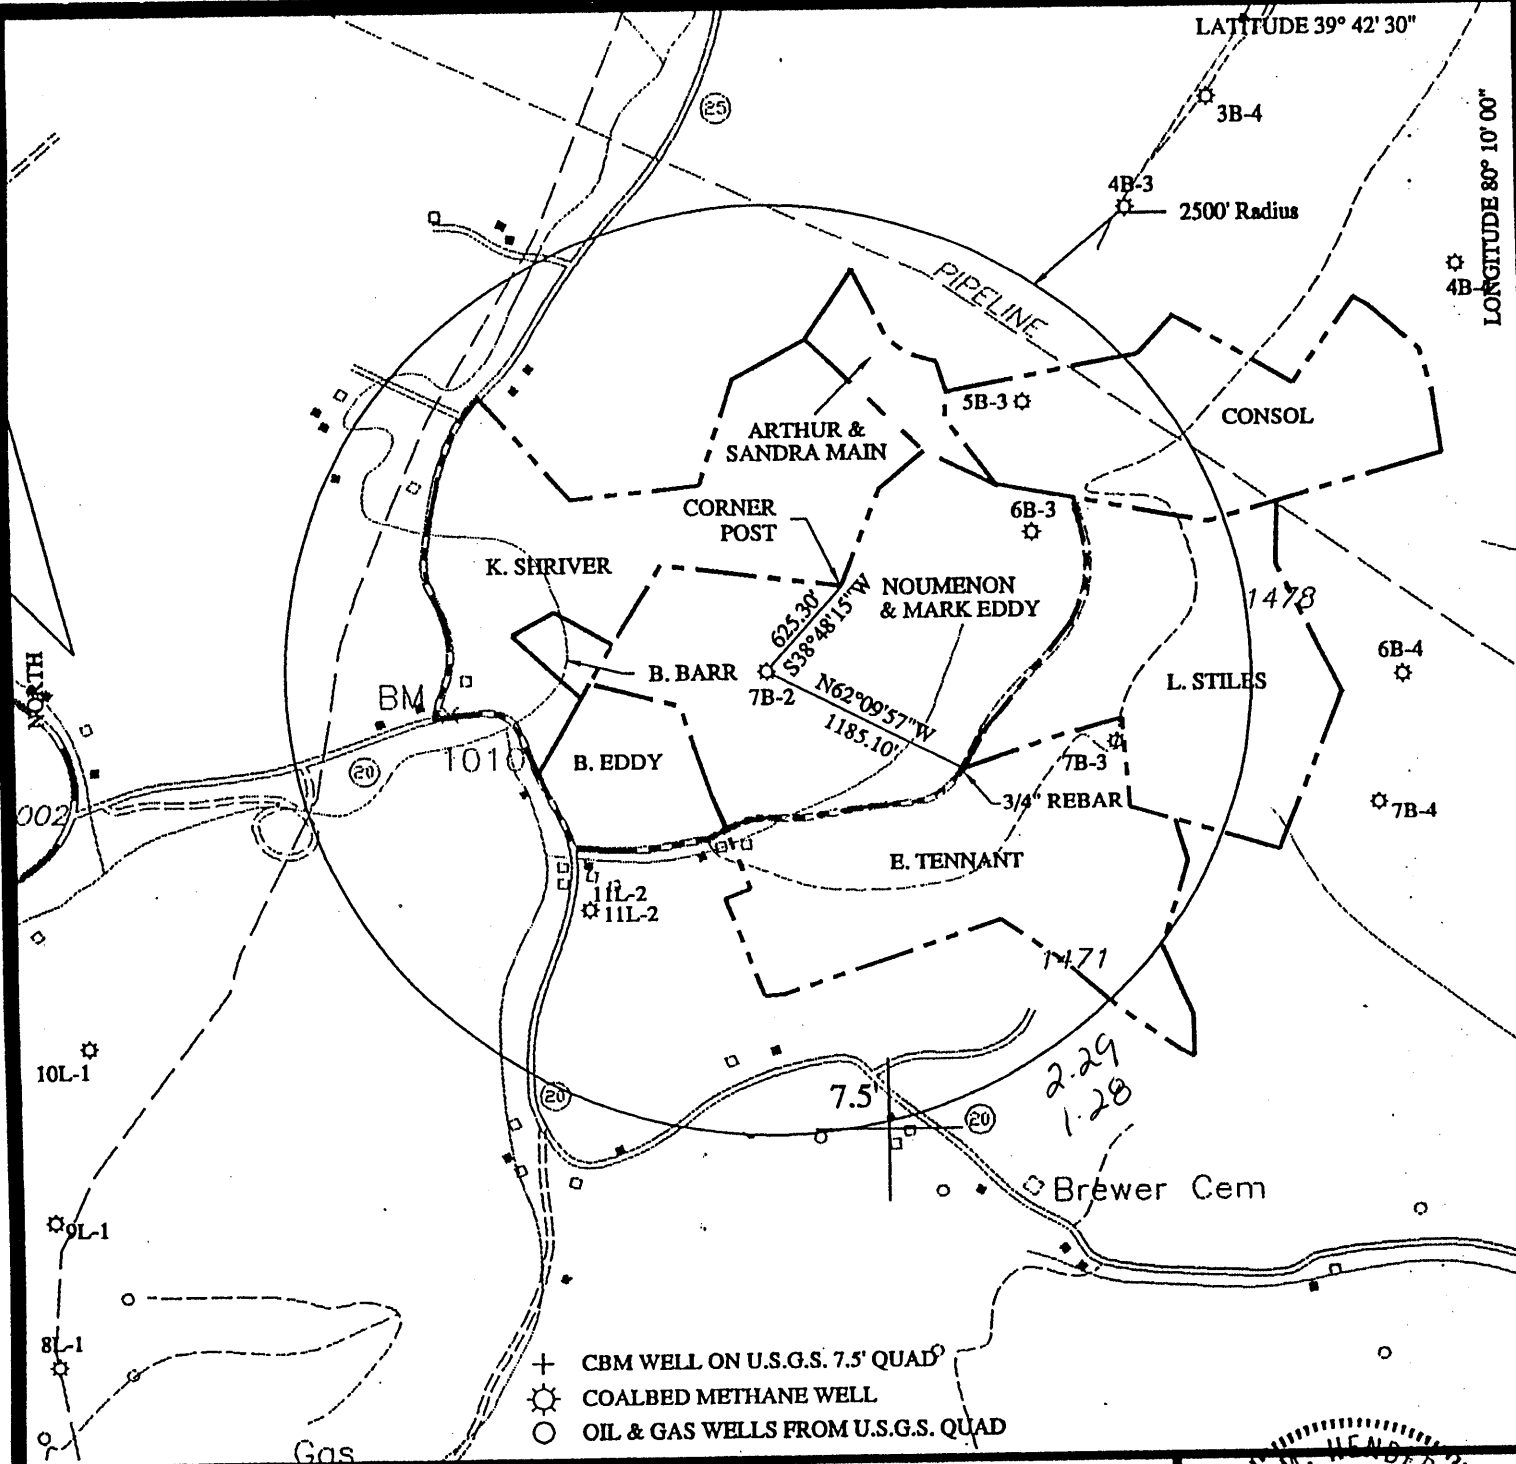 LATITUDE 39° 42' 30"
25
3B-4
LONGITUDE 80° 10' 00"
4B-3
2500' Radius
PIPELINE
5B-3
CONSOL
ARTHUR &
SANDRA MAIN
CORNER
POST
6B-3
K. SHRIVER
NOUMENON
& MARK EDDY
625.30'
S38°48'15"W
1478
NORTH
BM
B. BARR
7B-2
N62°09'57"W
1185.10'
L. STILES
6B-4
1010
20
B. EDDY
7B-3
3/4" REBAR
7B-4
002
E. TENNANT
11L-2
11L-2
1471
10L-1
2.29
1.28
20
7.5'
20
Brewer Cem
9L-1
8L-1
CBM WELL ON U.S.G.S. 7.5' QUAD
COALBED METHANE WELL
OIL & GAS WELLS FROM U.S.G.S. QUAD
Gas